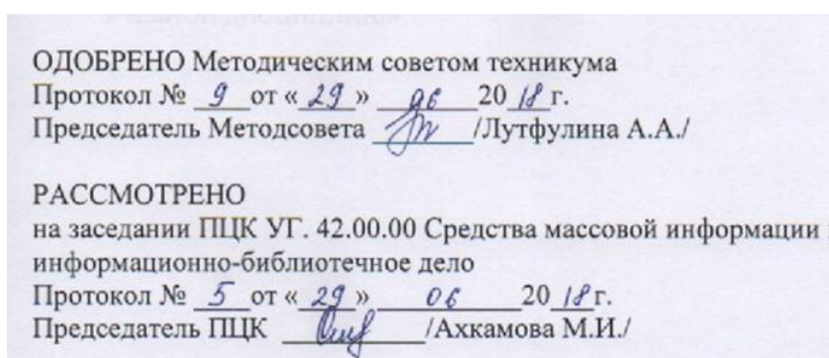 ОДОБРЕНО Методическим советом техникума
Протокол № 9 от « 29 » 06 20 18 г.
Председатель Методсовета /Лутфулина А.А./
РАССМОТРЕНО
на заседании ПЦК УГ. 42.00.00 Средства массовой информации
информационно-библиотечное дело
Протокол № 5 от « 29 » 06 20 18 г.
Председатель ПЦК /Ахкамова М.И./